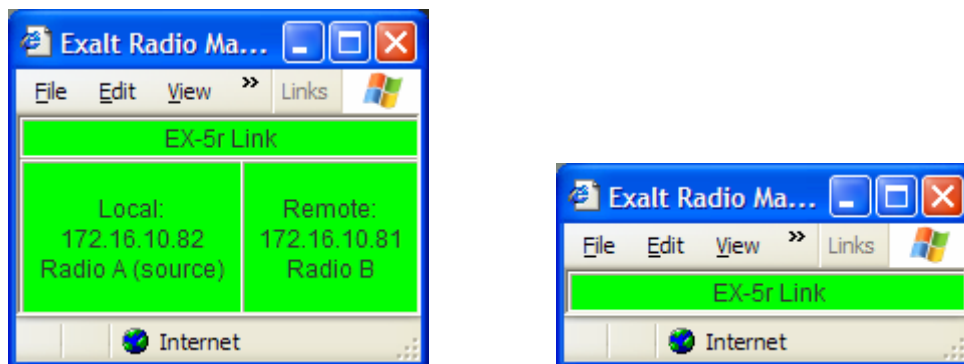 Exalt Radio Ma...
File Edit View » Links
EX-5r Link
Local:
172.16.10.82
Radio A (source)
Remote:
172.16.10.81
Radio B
Internet
Exalt Radio Ma...
File Edit View » Links
EX-5r Link
Internet